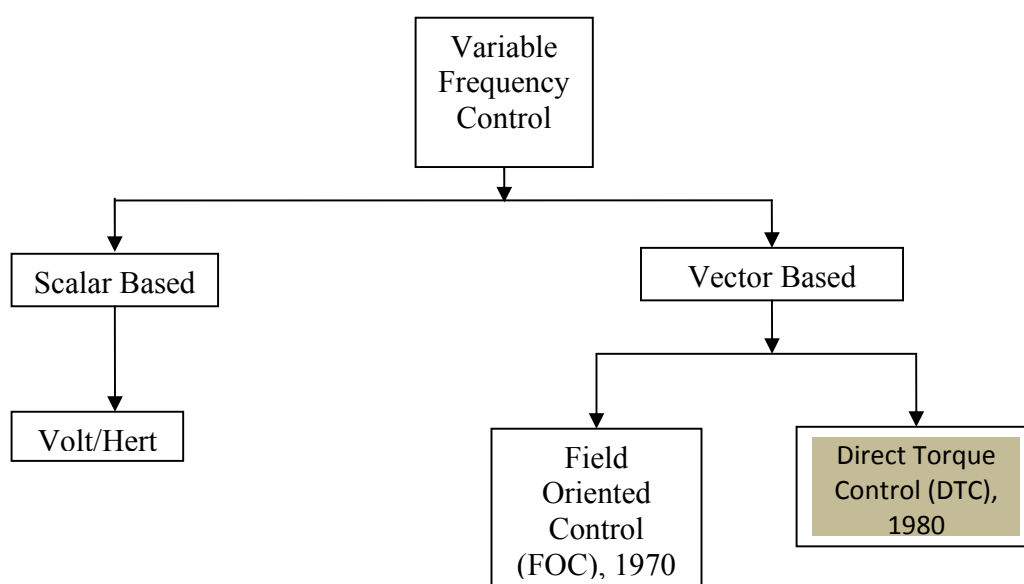 Variable
Frequency
Control
Scalar Based
Vector Based
Volt/Hert
Field
Oriented
Control
(FOC), 1970
Direct Torque
Control (DTC),
1980